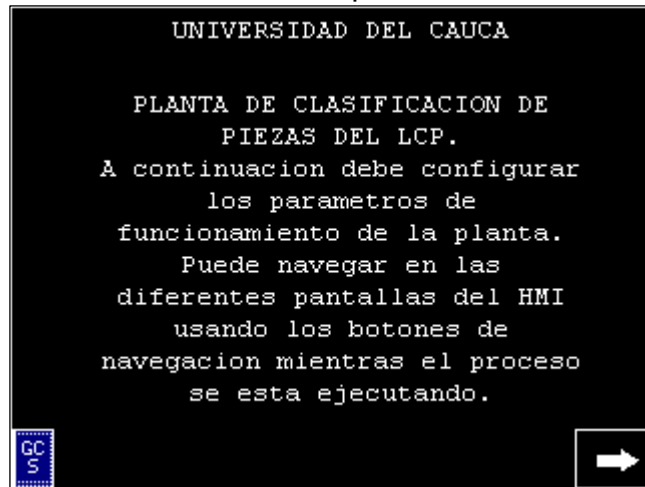 UNIVERSIDAD DEL CAUCA
PLANTA DE CLASIFICACION DE
PIEZAS DEL LCP.
A continuacion debe configurar
los parametros de
funcionamiento de la planta.
Puede navegar en las
diferentes pantallas del HMI
usando los botones de
navegacion mientras el proceso
se esta ejecutando.
GC
S